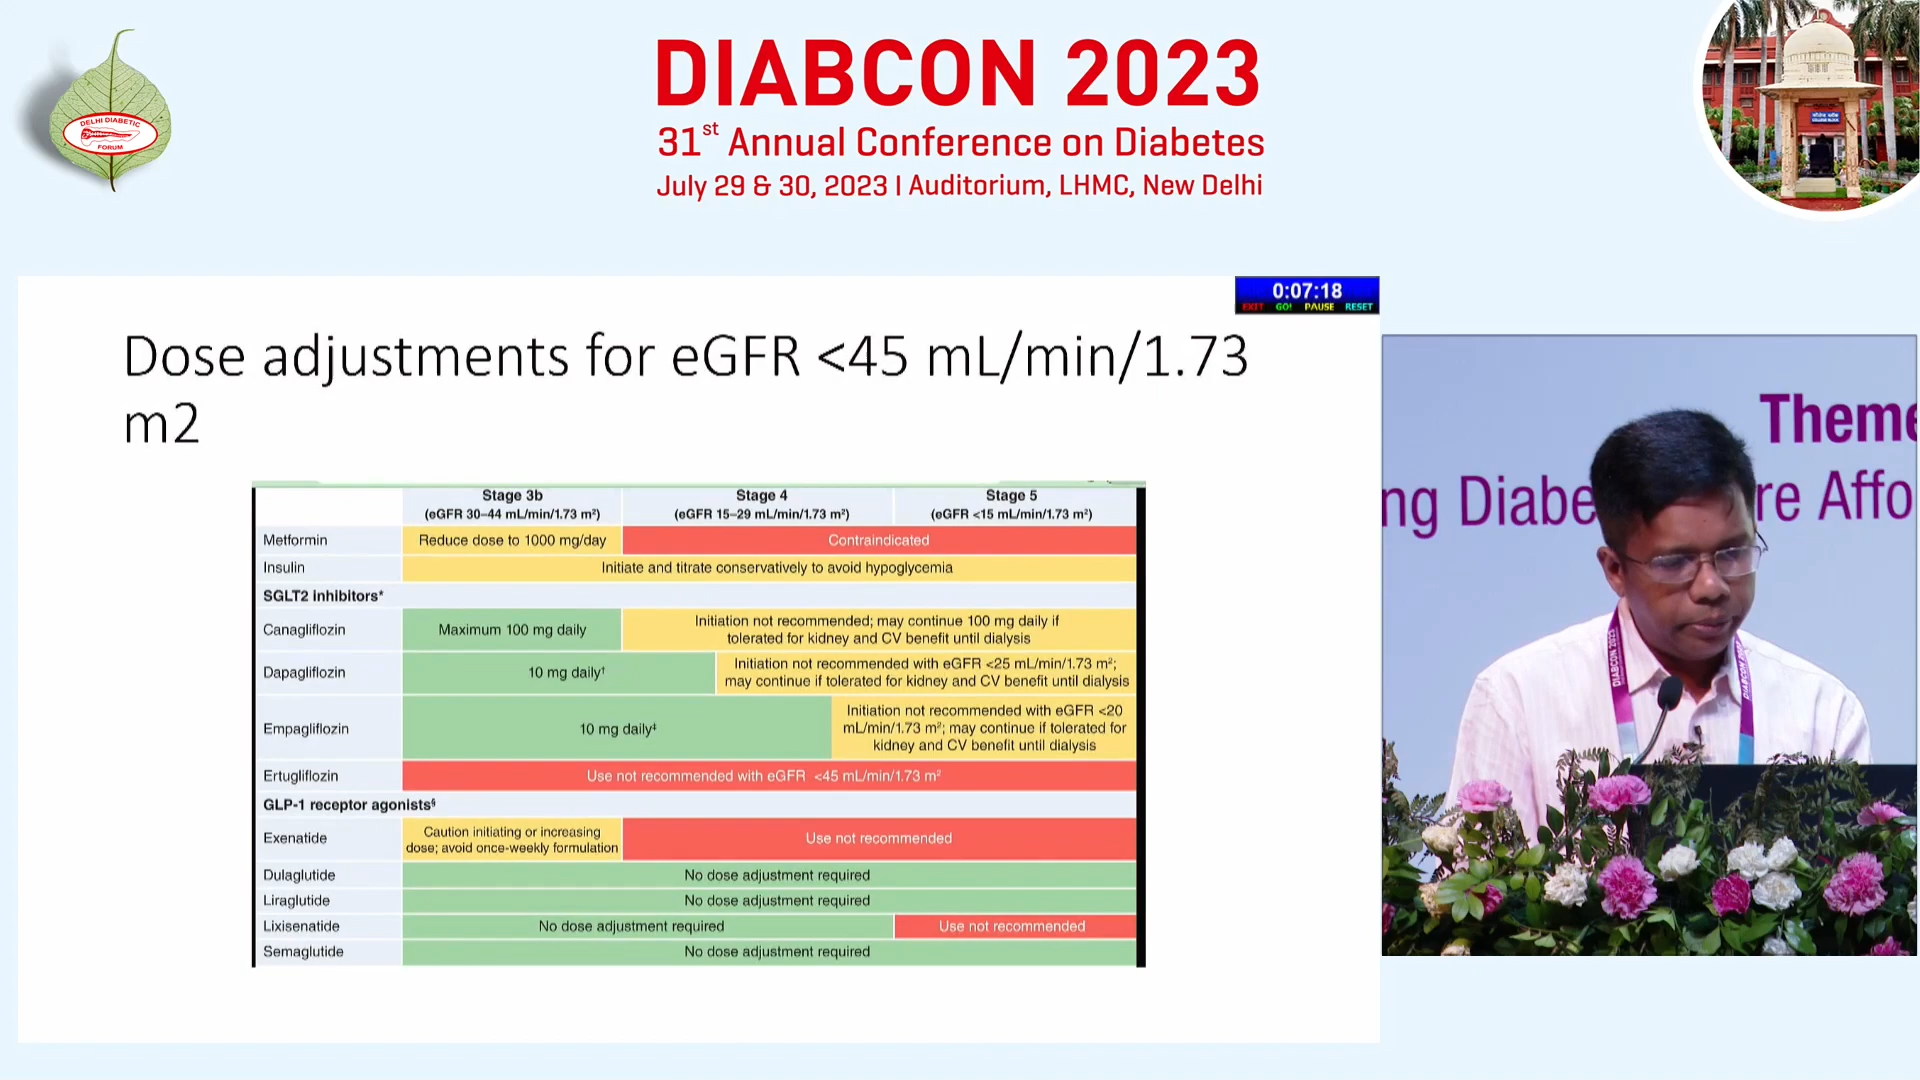 DELHI DIABETIC
FORUM
DIABCON 2023
31st Annual Conference on Diabetes
July 29 & 30, 2023 | Auditorium, LHMC, New Delhi
0:07:18
EXIT GO! PAUSE RESET
Dose adjustments for eGFR <45 mL/min/1.73
m2
Stage 3b Stage 4 Stage 5
(eGFR 30–44 mL/min/1.73 m²) (eGFR 15–29 mL/min/1.73 m²) (eGFR <15 mL/min/1.73 m²)
Metformin Reduce dose to 1000 mg/day Contraindicated
Insulin Initiate and titrate conservatively to avoid hypoglycemia
SGLT2 inhibitors*
Canagliflozin Maximum 100 mg daily Initiation not recommended; may continue 100 mg daily if
tolerated for kidney and CV benefit until dialysis
Dapagliflozin 10 mg daily† Initiation not recommended with eGFR <25 mL/min/1.73 m²;
may continue if tolerated for kidney and CV benefit until dialysis
Empagliflozin 10 mg daily‡ Initiation not recommended with eGFR <20
mL/min/1.73 m²; may continue if tolerated for
kidney and CV benefit until dialysis
Ertugliflozin Use not recommended with eGFR <45 mL/min/1.73 m²
GLP-1 receptor agonists§
Exenatide Caution initiating or increasing
dose; avoid once-weekly formulation Use not recommended
Dulaglutide No dose adjustment required
Liraglutide No dose adjustment required
Lixisenatide No dose adjustment required Use not recommended
Semaglutide No dose adjustment required
Theme
ng Diabe re Affo
DIABCON 2023
DIABCON 2023